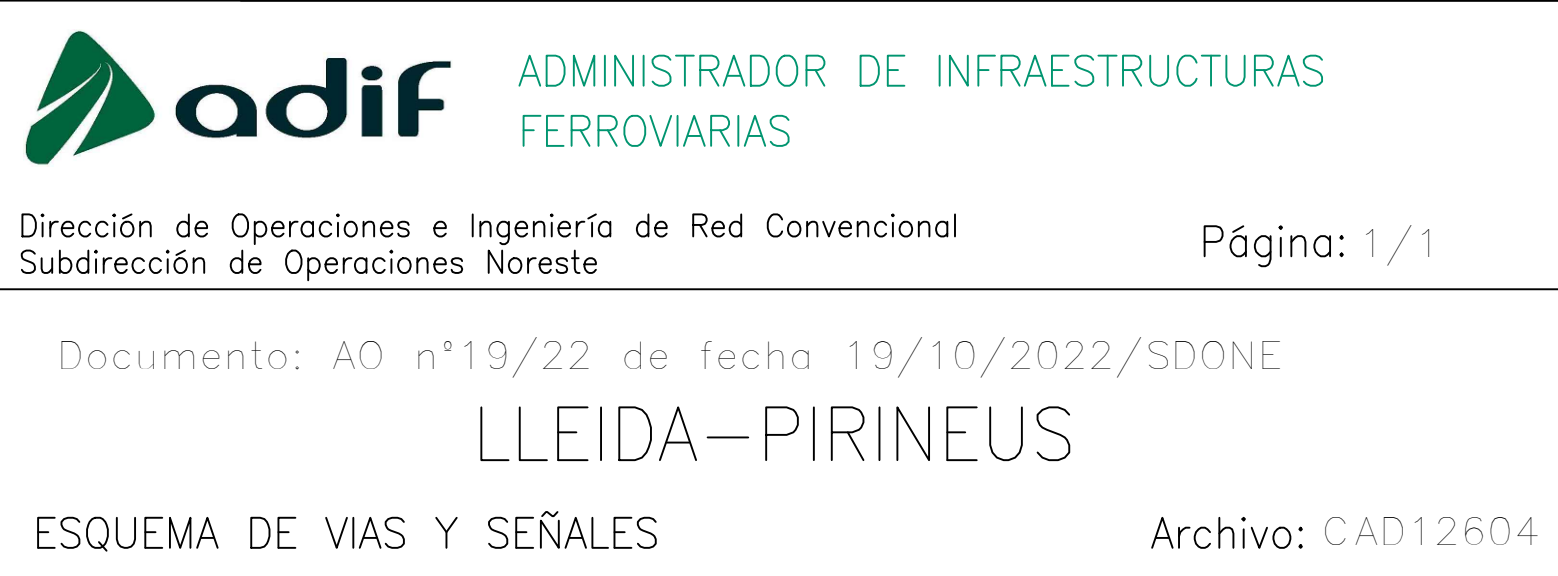 adif
ADMINISTRADOR DE INFRAESTRUCTURAS
FERROVIARIAS
Dirección de Operaciones e Ingeniería de Red Convencional
Subdirección de Operaciones Noreste
Página: 1/1
Documento: AO nº19/22 de fecha 19/10/2022/SDONE
LLEIDA-PIRINEUS
ESQUEMA DE VIAS Y SEÑALES
Archivo: CAD12604